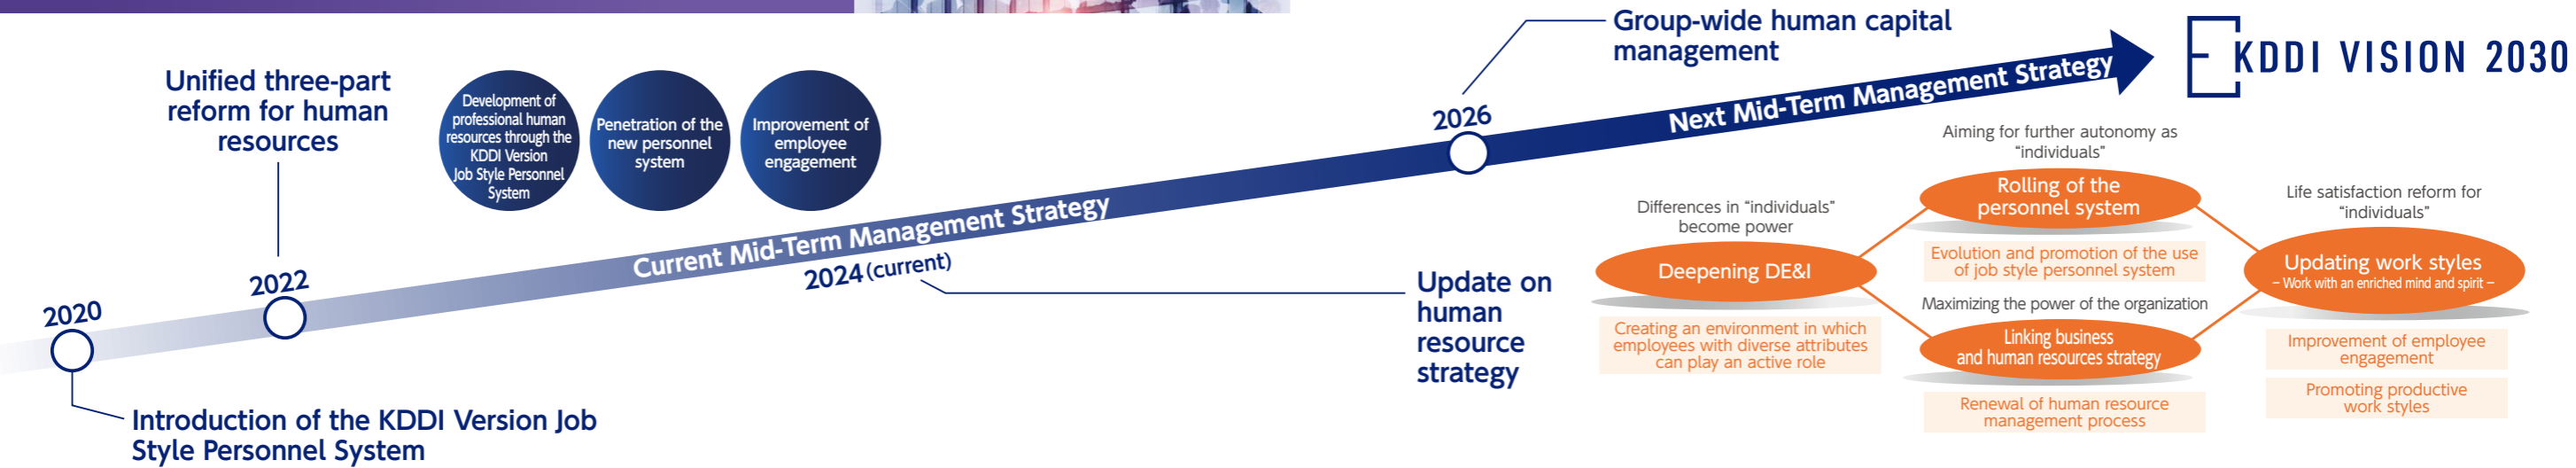 Group-wide human capital
management
KDDI VISION 2030
Next Mid-Term Management Strategy
2026
Unified three-part
reform for human
resources
Development of
professional human
resources through the
KDDI Version
Job Style Personnel
System
Penetration of the
new personnel
system
Improvement of
employee
engagement
Current Mid-Term Management Strategy
2024 (current)
2022
2020
Introduction of the KDDI Version Job
Style Personnel System
Update on
human
resource
strategy
Differences in “individuals”
become power
Deepening DE&I
Creating an environment in which
employees with diverse attributes
can play an active role
Aiming for further autonomy as
“individuals”
Rolling of the
personnel system
Evolution and promotion of the use
of job style personnel system
Maximizing the power of the organization
Linking business
and human resources strategy
Renewal of human resource
management process
Life satisfaction reform for
“individuals”
Updating work styles
– Work with an enriched mind and spirit –
Improvement of employee
engagement
Promoting productive
work styles